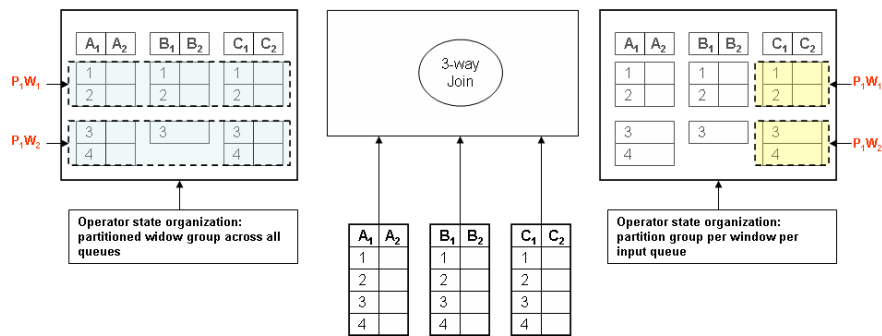 A₁ A₂ B₁ B₂ C₁ C₂
1 1 1
2 2 2
3 3 3
4 4
P₁W₁
P₁W₂
Operator state organization:
partitioned widow group across all
queues
3-way
Join
A₁ A₂ B₁ B₂ C₁ C₂
1 1 1
2 2 2
3 3 3
4 4 4
A₁ A₂ B₁ B₂ C₁ C₂
1 1 1
2 2 2
3 3 3
4 4
P₁W₁
P₁W₂
Operator state organization:
partition group per window per
input queue